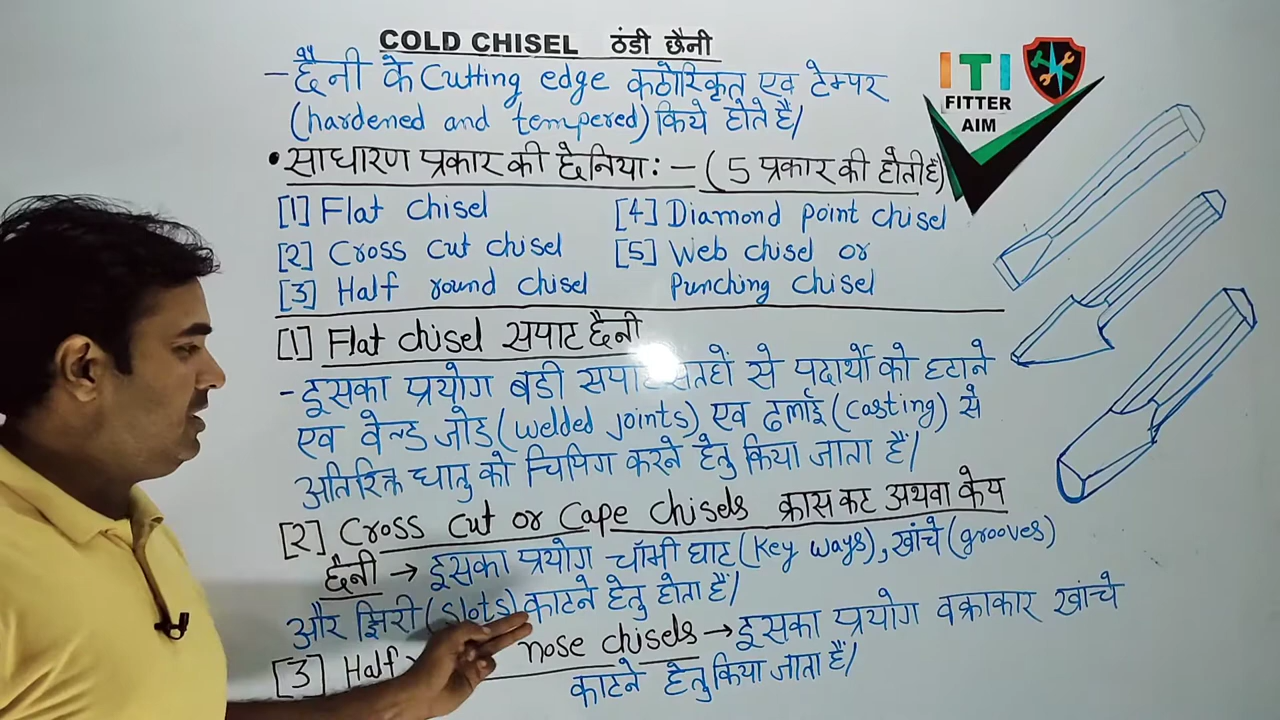 COLD CHISEL ठंडी छैनी
- छैनी के Cutting edge कठोरिकृत एव टेम्पर
(hardened and tempered) किये होते हैं/
• साधारण प्रकार की छैनिया: - (5 प्रकार की होती है)
[1] Flat chisel
[2] Cross cut chisel
[3] Half round chisel
[4] Diamond point chisel
[5] Web chisel or
Punching chisel
[1] Flat chisel सपाट छैनी
- इसका प्रयोग बडी सपाट सतहों से पदार्थो को हटाने
एव वेल्ड जोड (welded joints) एव ढलाई (casting) से
अतिरिक्त धातु को चिपिंग करने हेतु किया जाता हैं/
[2] Cross cut or Cape chisels क्रास कट अथवा केप
छैनी → इसका प्रयोग चॉभी घाट (Key ways), खांचे (grooves)
और झिरी (slots) काटने हेतु होता हैं/
[3] Half nose chisels → इसका प्रयोग वक्राकार खांचे
काटने हेतु किया जाता हैं/
ITI
FITTER
AIM